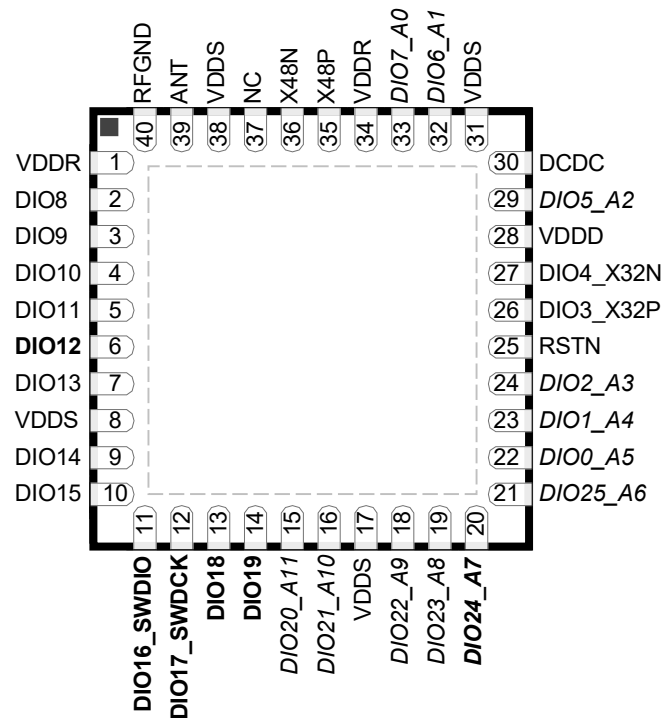 RFGND
ANT
VDDS
NC
X48N
X48P
VDDR
DIO7_A0
DIO6_A1
VDDS
40
39
38
37
36
35
34
33
32
31
VDDR 1
30 DCDC
DIO8 2
29 DIO5_A2
DIO9 3
28 VDDD
DIO10 4
27 DIO4_X32N
DIO11 5
26 DIO3_X32P
DIO12 6
25 RSTN
DIO13 7
24 DIO2_A3
VDDS 8
23 DIO1_A4
DIO14 9
22 DIO0_A5
DIO15 10
21 DIO25_A6
11
12
13
14
15
16
17
18
19
20
DIO16_SWDIO
DIO17_SWDCK
DIO18
DIO19
DIO20_A11
DIO21_A10
VDDS
DIO22_A9
DIO23_A8
DIO24_A7